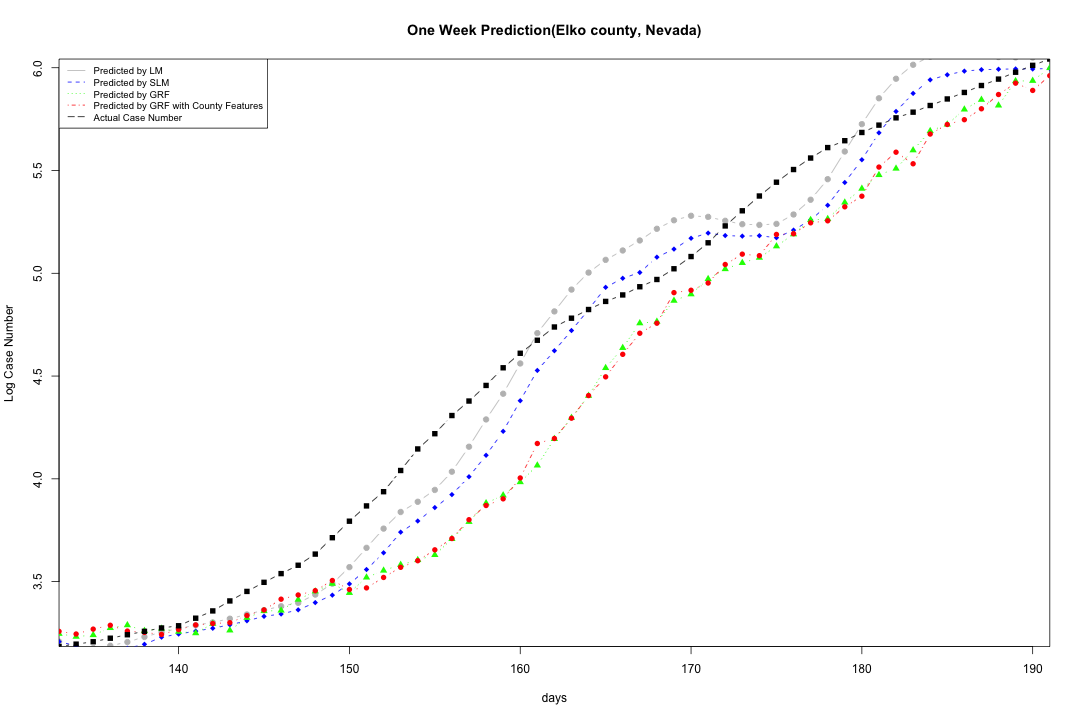 One Week Prediction(Elko county, Nevada)
Predicted by LM
Predicted by SLM
Predicted by GRF
Predicted by GRF with County Features
Actual Case Number
6.0
5.5
5.0
4.5
4.0
3.5
Log Case Number
140 150 160 170 180 190
days